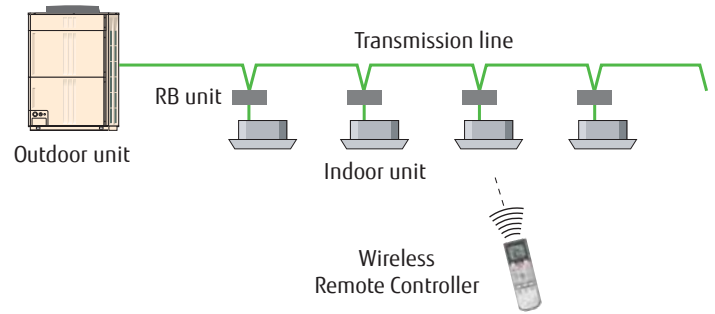 Transmission line
RB unit
Outdoor unit
Indoor unit
Wireless
Remote Controller